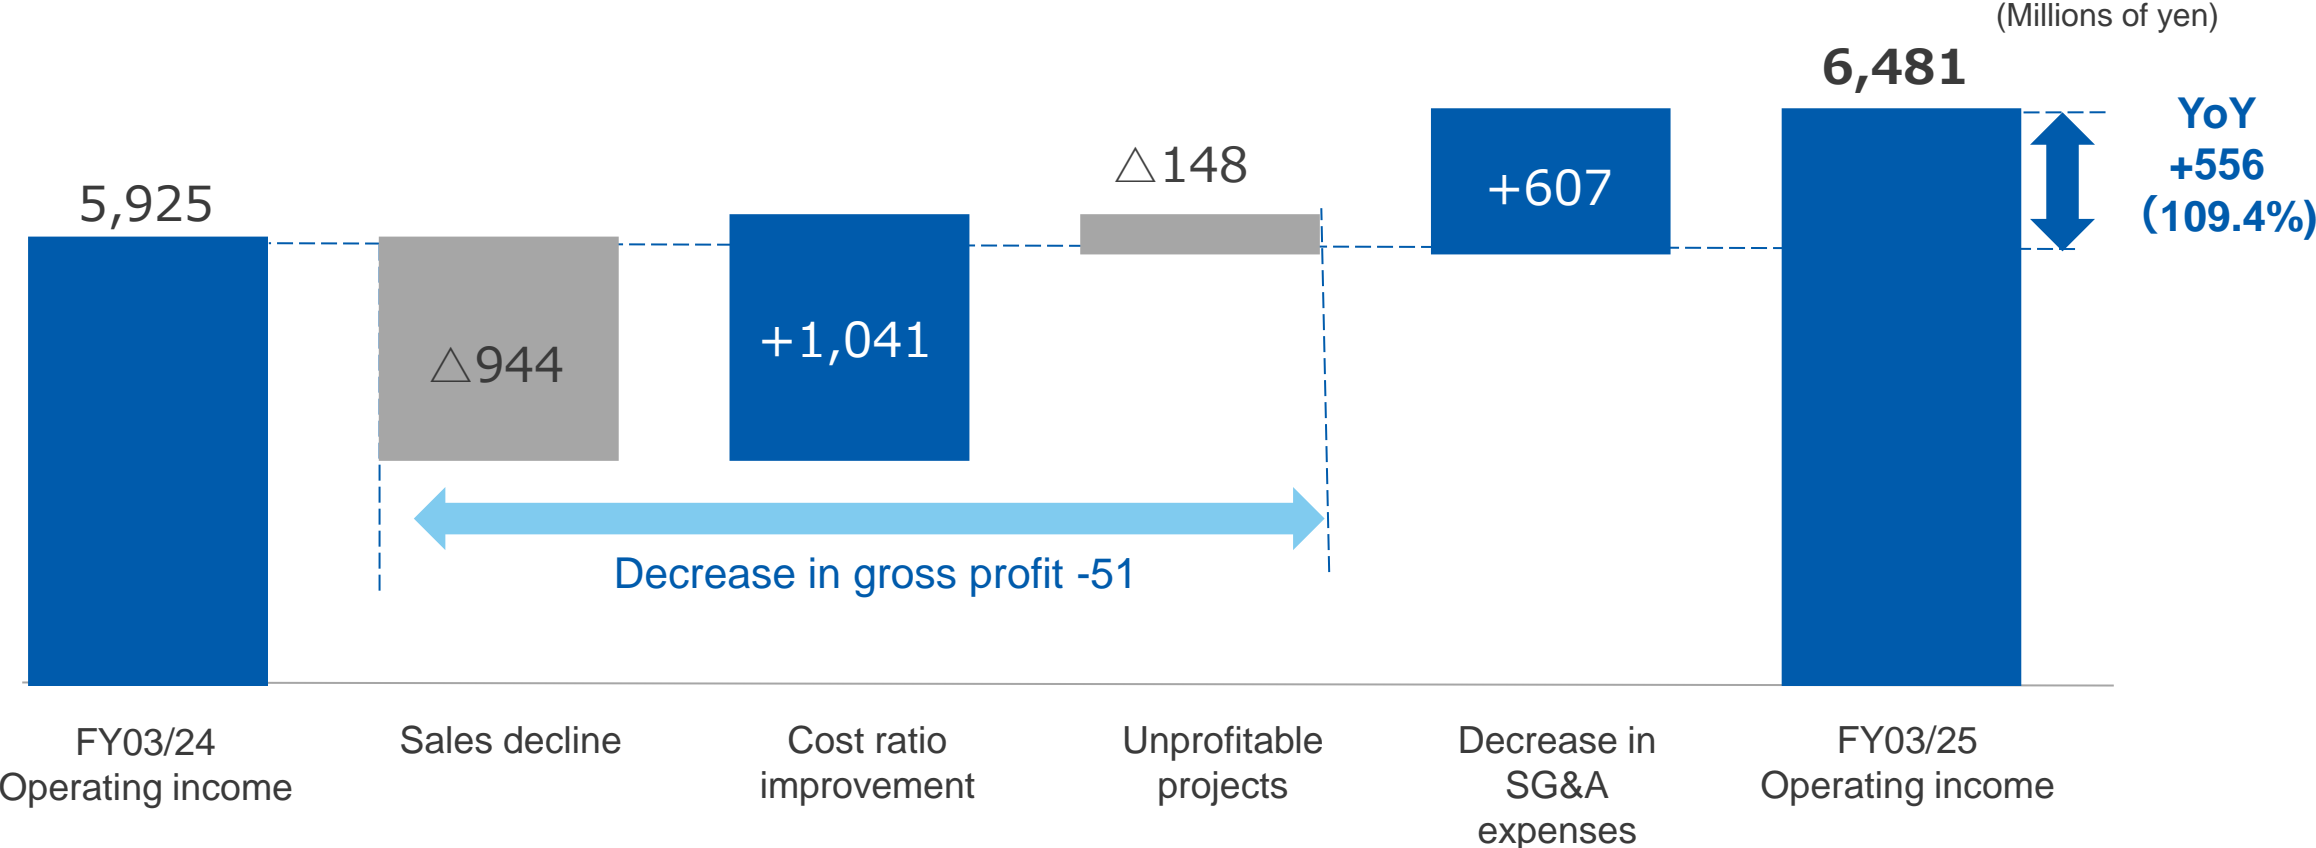 (Millions of yen)
6,481
YoY
+556
(109.4%)
5,925
△944
+1,041
△148
+607
Decrease in gross profit -51
FY03/24
Operating income
Sales decline
Cost ratio
improvement
Unprofitable
projects
Decrease in
SG&A
expenses
FY03/25
Operating income